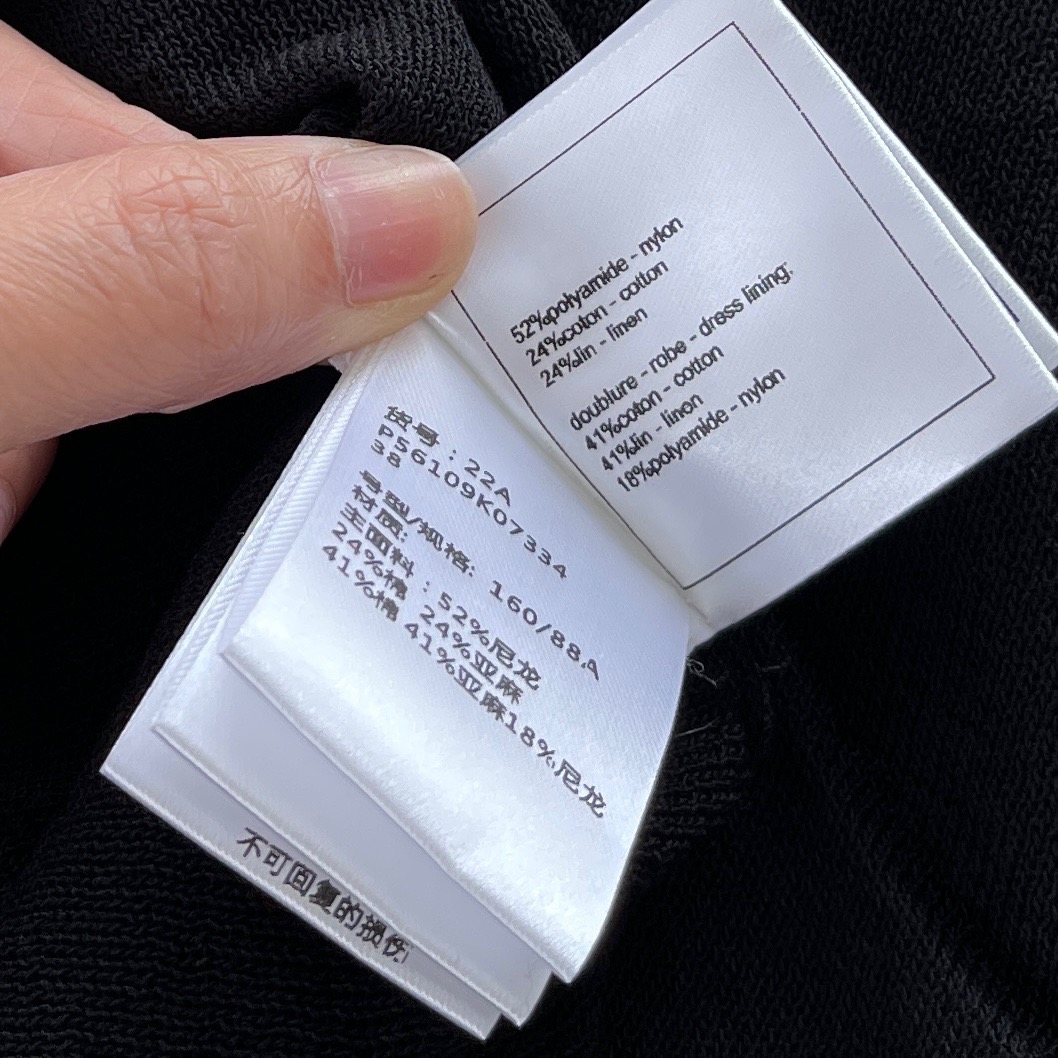 52%polyamide - nylon
24%coton - cotton
24%lin - linen
doublure - robe - dress lining:
41%coton - cotton
41%lin - linen
18%polyamide - nylon
货号：22A
P56109K07334
38
号型/规格: 160/88A
材质:
主面料：52%尼龙
24%棉 24%亚麻
41%棉 41%亚麻18%尼龙
不可回复的损伤